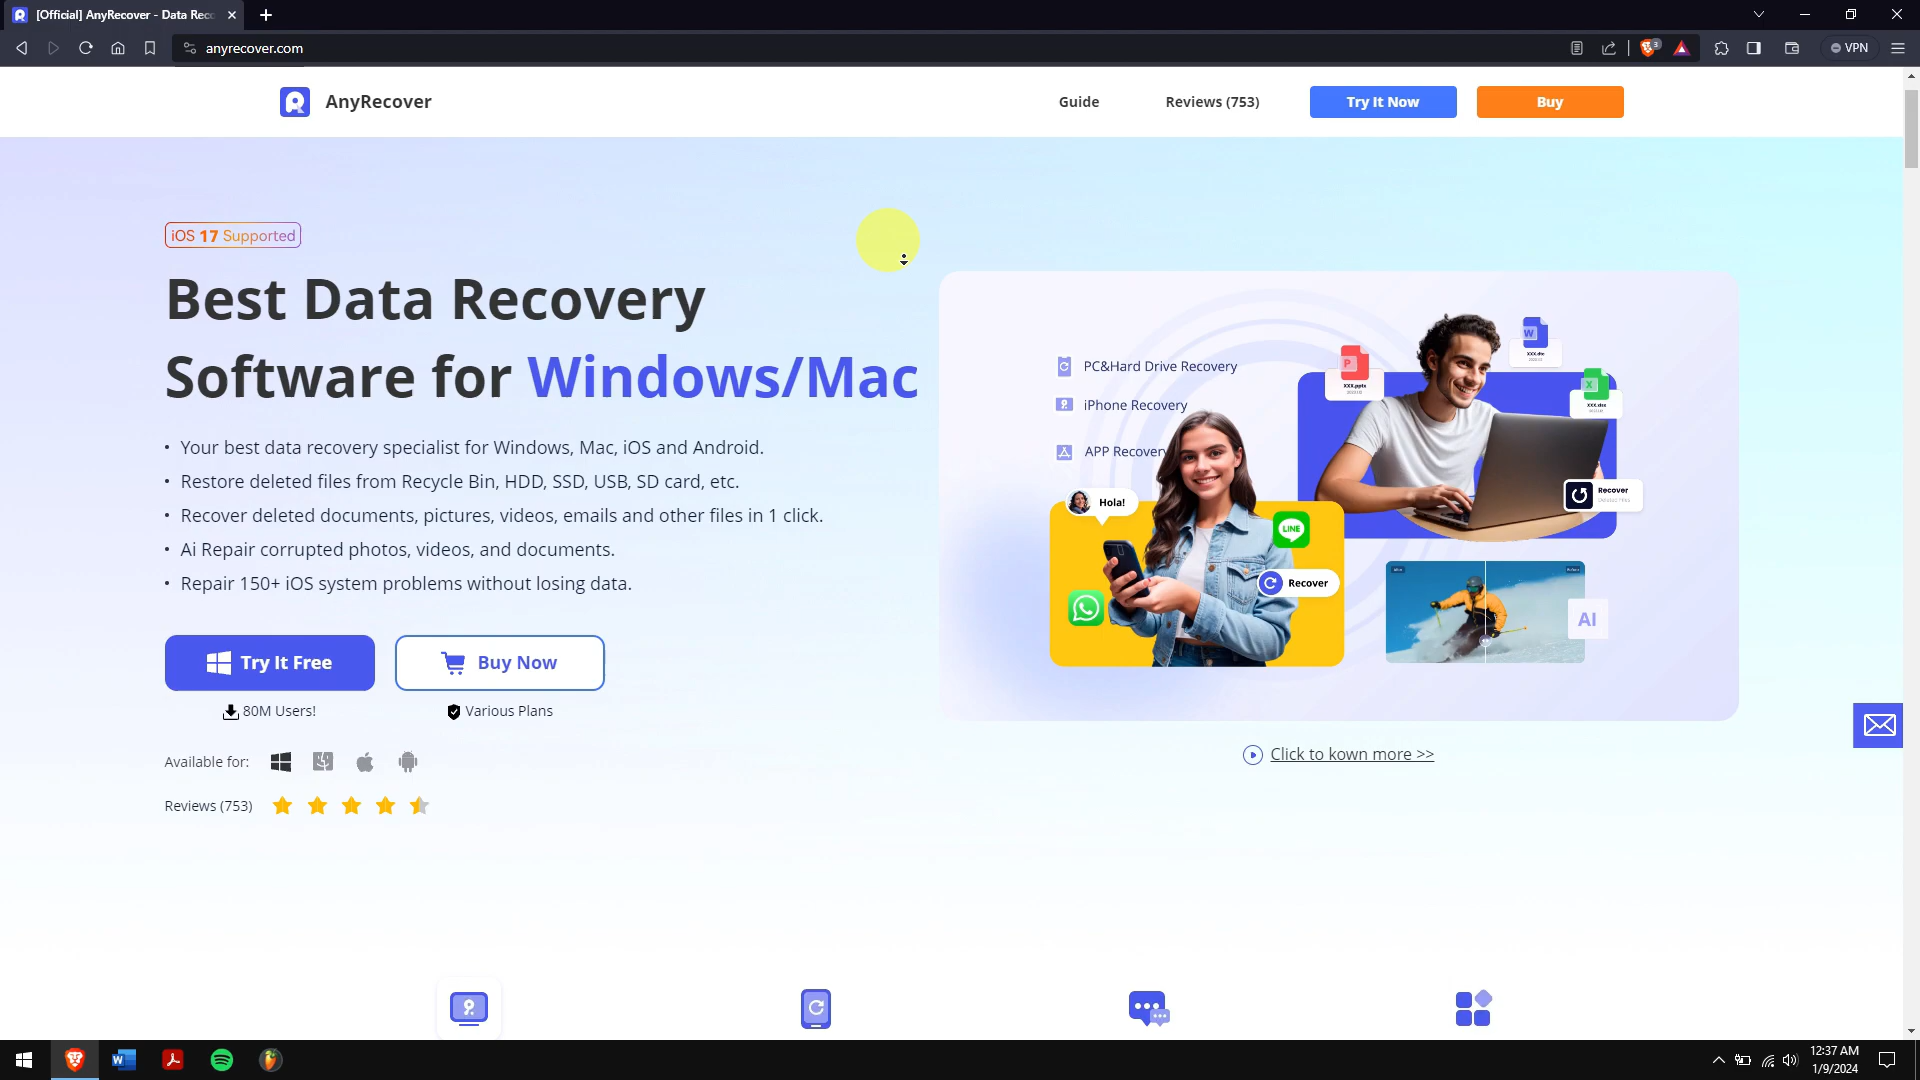 [Official] AnyRecover - Data Reco
anyrecover.com
3
VPN
AnyRecover
Guide
Reviews (753)
Try It Now
Buy
iOS 17 Supported
Best Data Recovery
Software for Windows/Mac
• Your best data recovery specialist for Windows, Mac, iOS and Android.
• Restore deleted files from Recycle Bin, HDD, SSD, USB, SD card, etc.
• Recover deleted documents, pictures, videos, emails and other files in 1 click.
• Ai Repair corrupted photos, videos, and documents.
• Repair 150+ iOS system problems without losing data.
Try It Free
Buy Now
80M Users!
Various Plans
Available for:
Reviews (753)
PC&Hard Drive Recovery
iPhone Recovery
APP Recovery
Hola!
LINE
Recover
P
XXX.pptx
W
X
XXX.xlsx
Recover
AI
Click to kown more >>
12:37 AM
1/9/2024